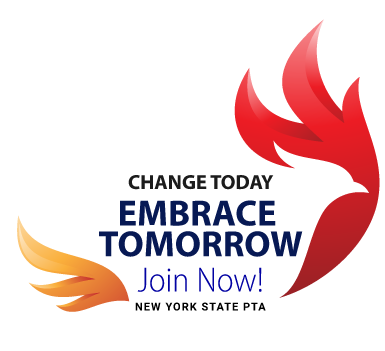 CHANGE TODAY
EMBRACE
TOMORROW
Join Now!
NEW YORK STATE PTA